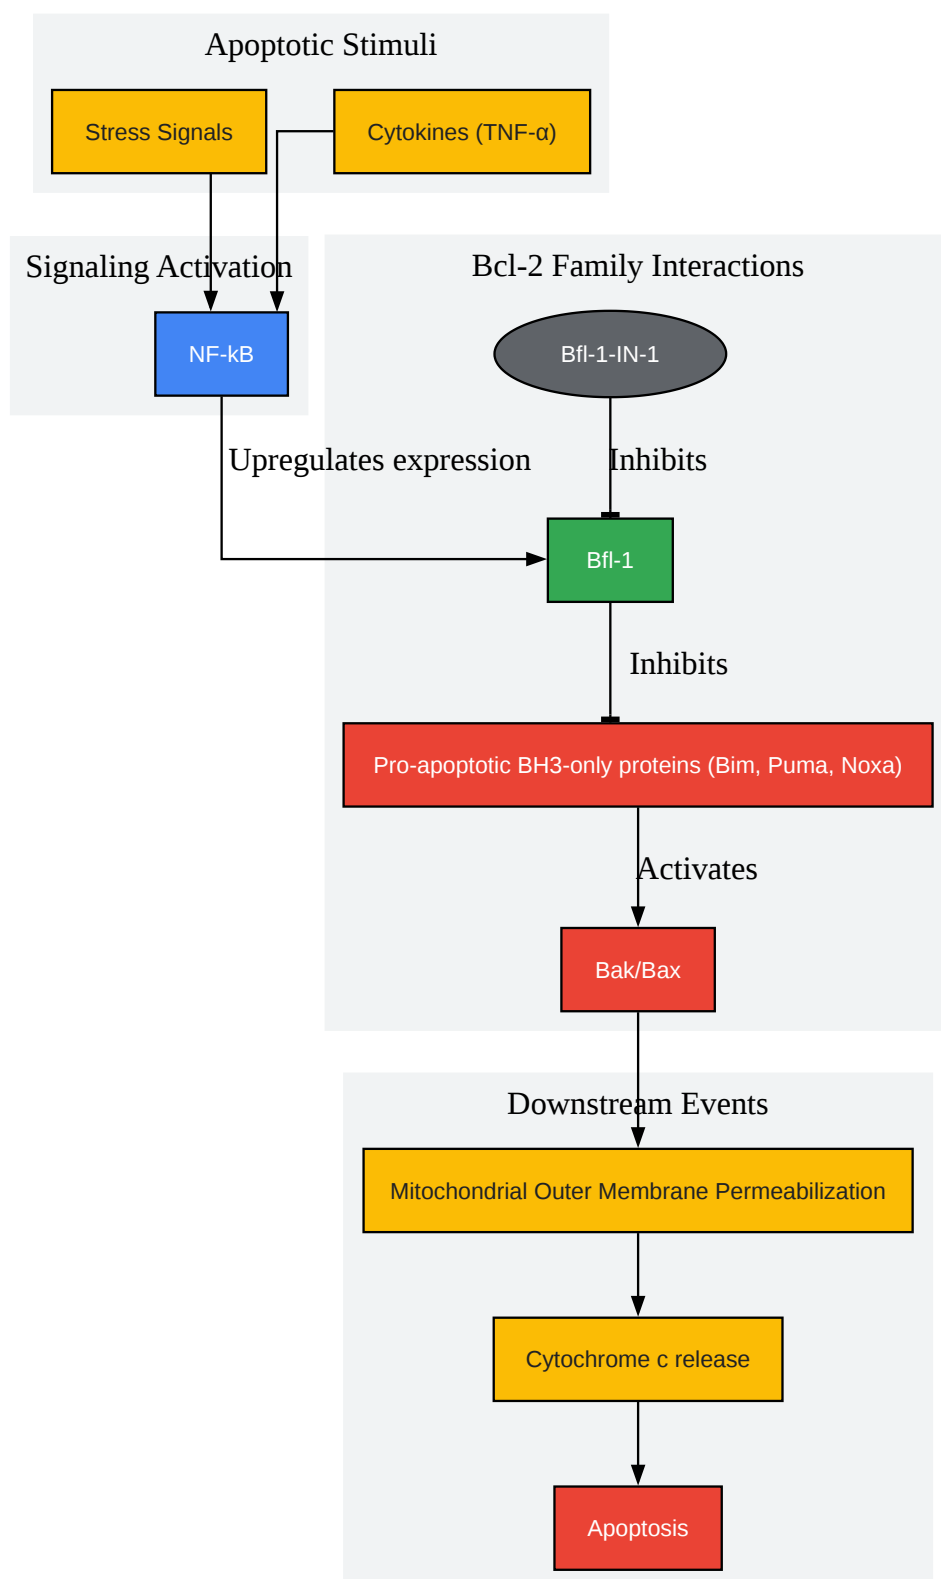 Apoptotic Stimuli
Stress Signals
Cytokines (TNF-α)
Signaling Activation
NF-kB
Bcl-2 Family Interactions
Bfl-1-IN-1
Upregulates expression
Inhibits
Bfl-1
Inhibits
Pro-apoptotic BH3-only proteins (Bim, Puma, Noxa)
Activates
Bak/Bax
Downstream Events
Mitochondrial Outer Membrane Permeabilization
Cytochrome c release
Apoptosis